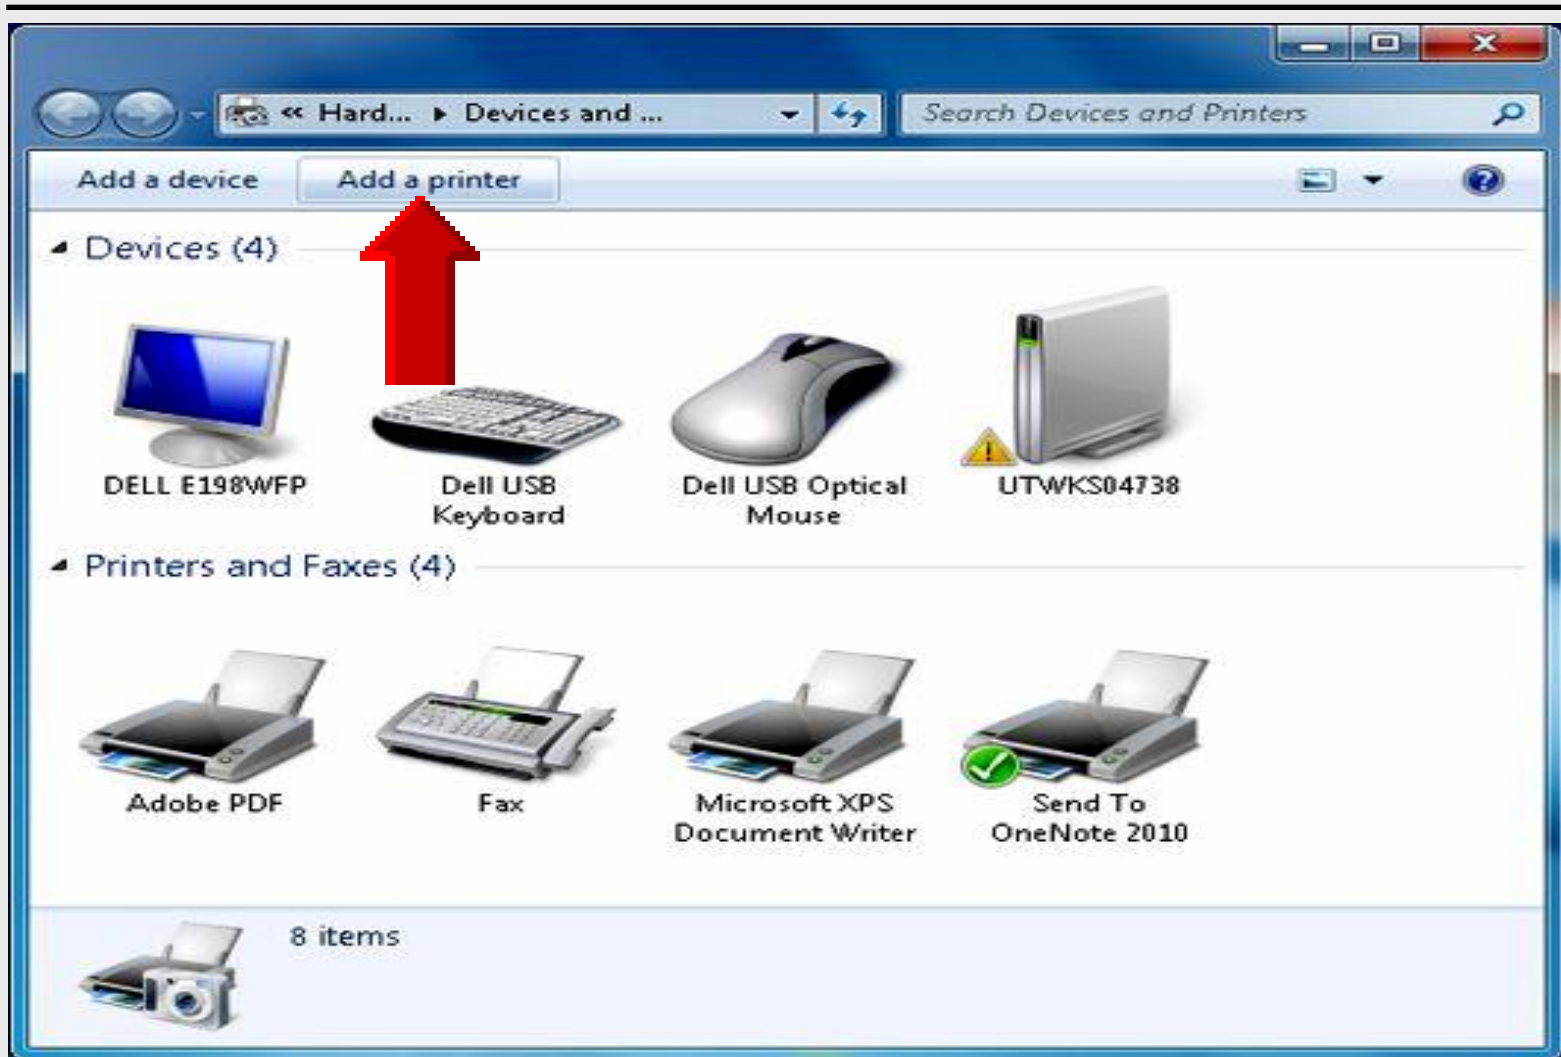 « Hard... ▸ Devices and ...
Search Devices and Printers
Add a device
Add a printer
Devices (4)
DELL E198WFP
Dell USB
Keyboard
Dell USB Optical
Mouse
UTWKS04738
Printers and Faxes (4)
Adobe PDF
Fax
Microsoft XPS
Document Writer
Send To
OneNote 2010
8 items